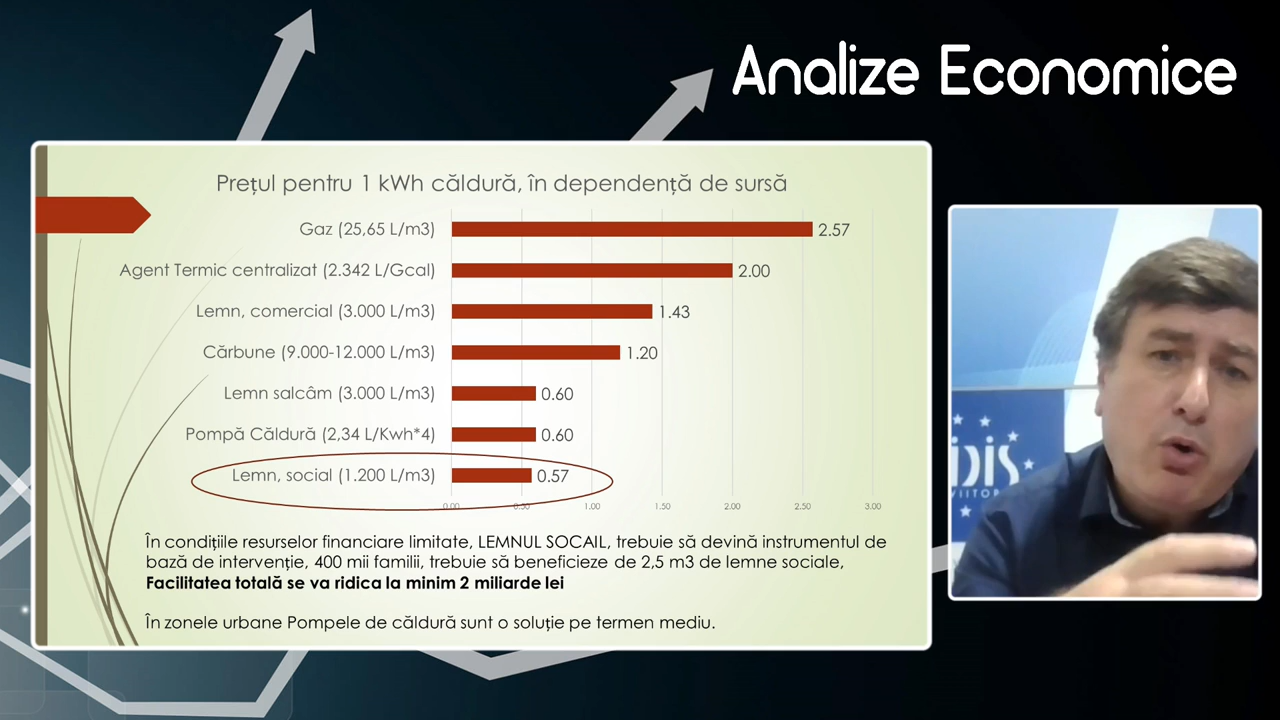 Analize Economice
Prețul pentru 1 kWh căldură, în dependență de sursă
Gaz (25,65 L/m3) 2.57
Agent Termic centralizat (2.342 L/Gcal) 2.00
Lemn, comercial (3.000 L/m3) 1.43
Cărbune (9.000-12.000 L/m3) 1.20
Lemn salcâm (3.000 L/m3) 0.60
Pompă Căldură (2,34 L/Kwh*4) 0.60
Lemn, social (1.200 L/m3) 0.57
0.00 0.50 1.00 1.50 2.00 2.50 3.00
În condițiile resurselor financiare limitate, LEMNUL SOCAIL, trebuie să devină instrumentul de
bază de intervenție, 400 mii familii, trebuie să beneficieze de 2,5 m3 de lemne sociale,
Facilitatea totală se va ridica la minim 2 miliarde lei
În zonele urbane Pompele de căldură sunt o soluție pe termen mediu.
IDIS
VIITOR